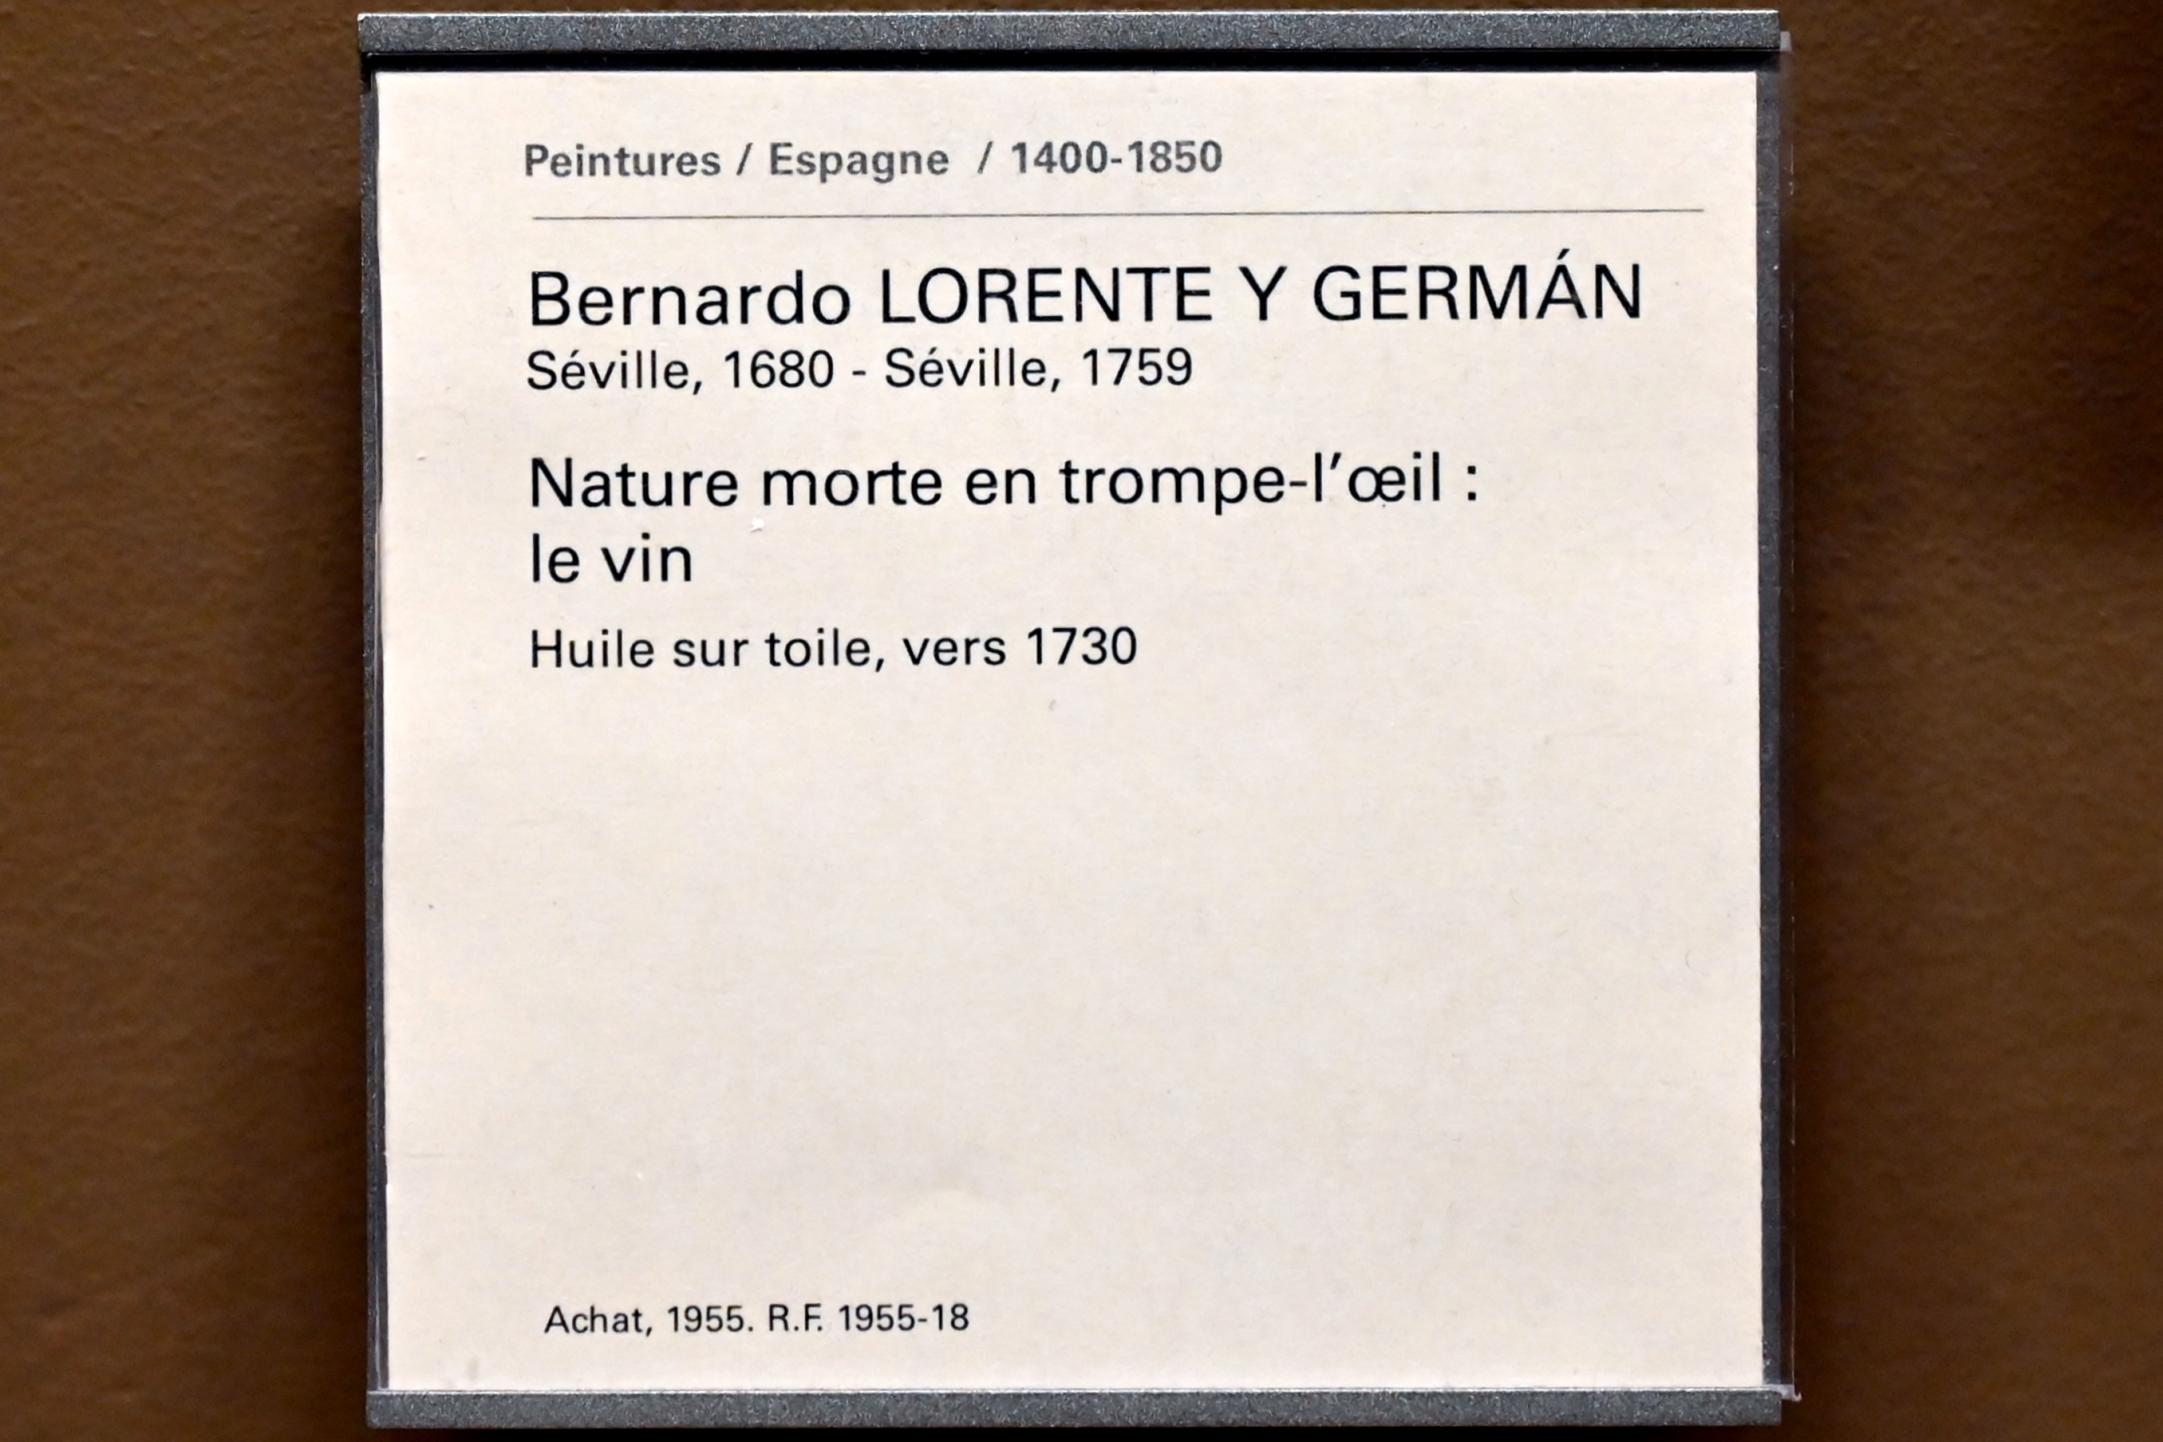 Peintures / Espagne / 1400-1850
Bernardo LORENTE Y GERMÁN
Séville, 1680 - Séville, 1759
Nature morte en trompe-l’œil :
le vin
Huile sur toile, vers 1730
Achat, 1955. R.F. 1955-18